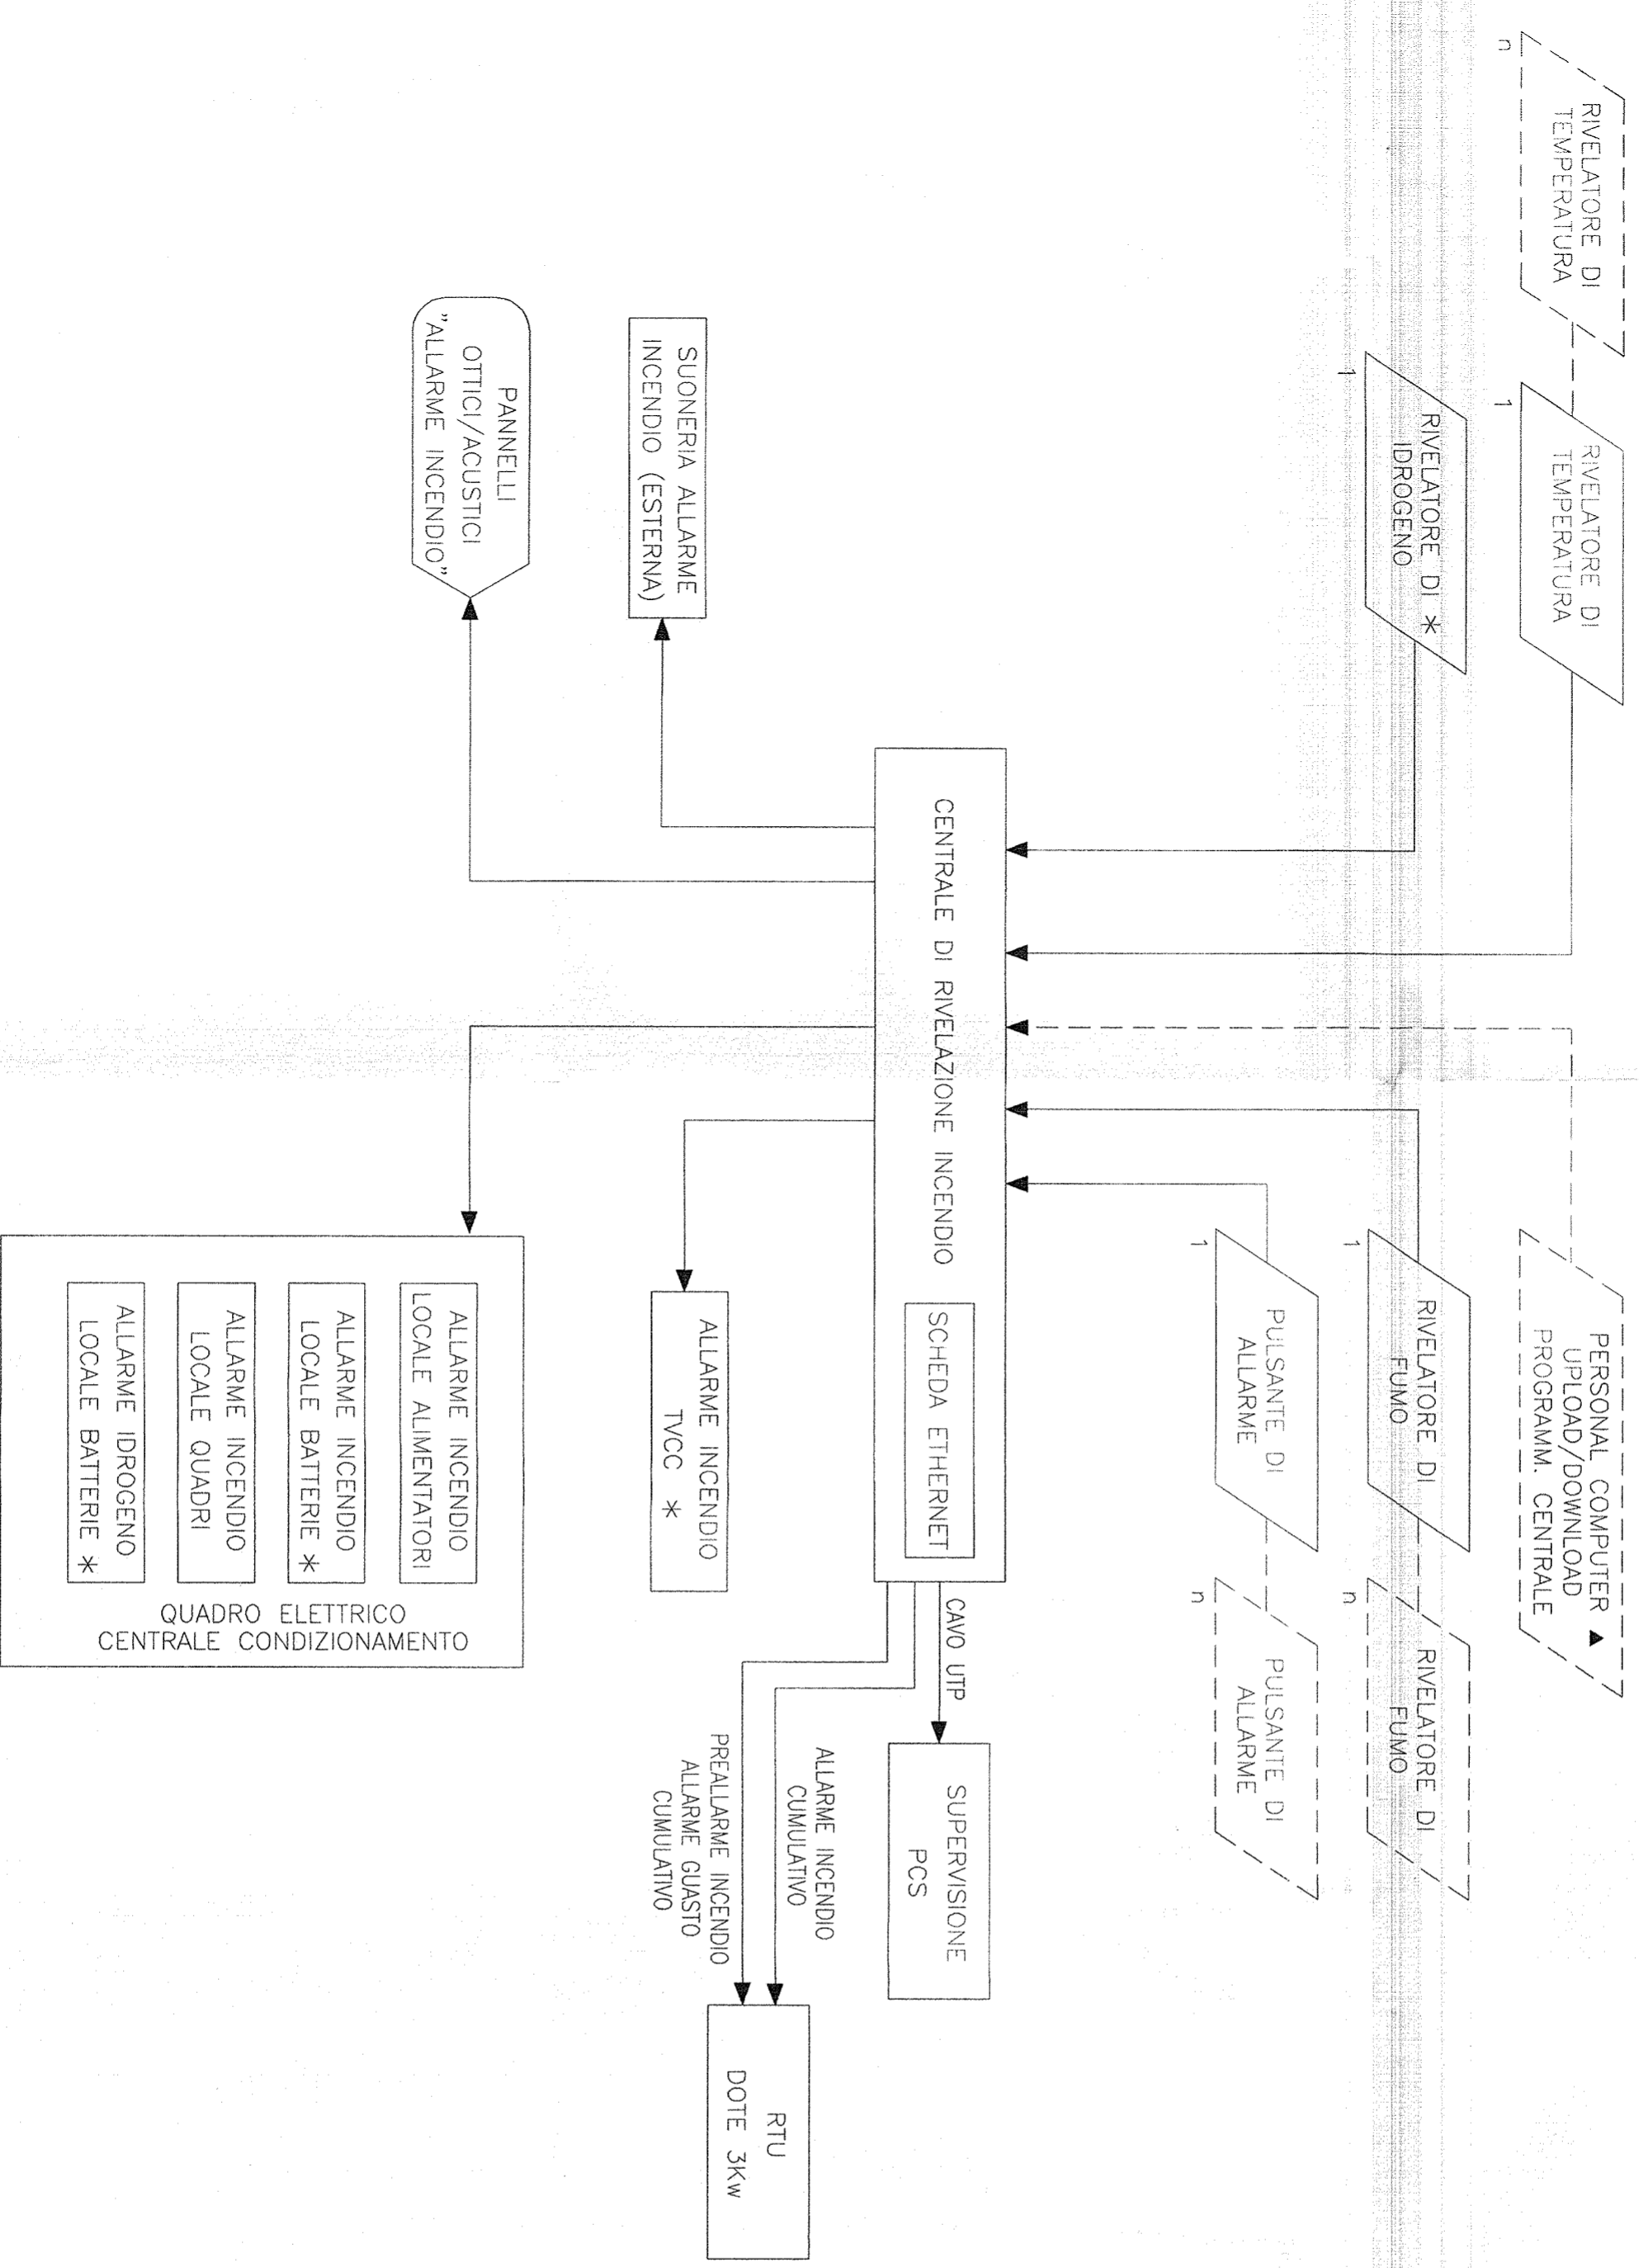 RIVELATORE DI
TEMPERATURA
n
RIVELATORE DI
TEMPERATURA
1
PERSONAL COMPUTER ▲
UPLOAD/DOWNLOAD
PROGRAMM. CENTRALE
RIVELATORE DI *
IDROGENO
1
RIVELATORE DI
FUMO
1
RIVELATORE DI
FUMO
n
PULSANTE DI
ALLARME
1
PULSANTE DI
ALLARME
n
CENTRALE DI RIVELAZIONE INCENDIO
SCHEDA ETHERNET
CAVO UTP
SUPERVISIONE
PCS
ALLARME INCENDIO
CUMULATIVO
PREALLARME INCENDIO
ALLARME GUASTO
CUMULATIVO
RTU
DOTE 3Kw
SUONERIA ALLARME
INCENDIO (ESTERNA)
ALLARME INCENDIO
TVCC *
PANNELLI
OTTICI/ACUSTICI
"ALLARME INCENDIO"
ALLARME INCENDIO
LOCALE ALIMENTATORI
ALLARME INCENDIO
LOCALE BATTERIE *
ALLARME INCENDIO
LOCALE QUADRI
ALLARME IDROGENO
LOCALE BATTERIE *
QUADRO ELETTRICO
CENTRALE CONDIZIONAMENTO